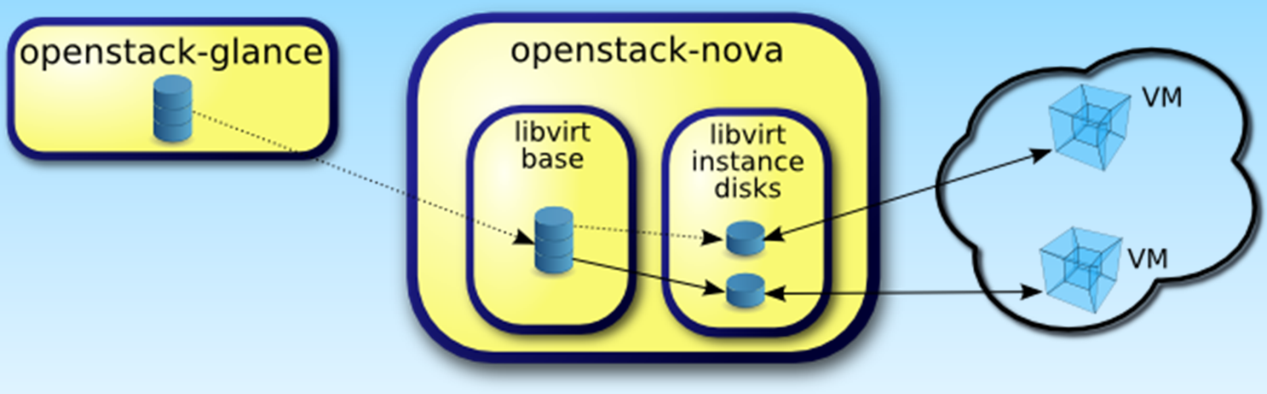 openstack-glance
openstack-nova
libvirt
base
libvirt
instance
disks
VM
VM